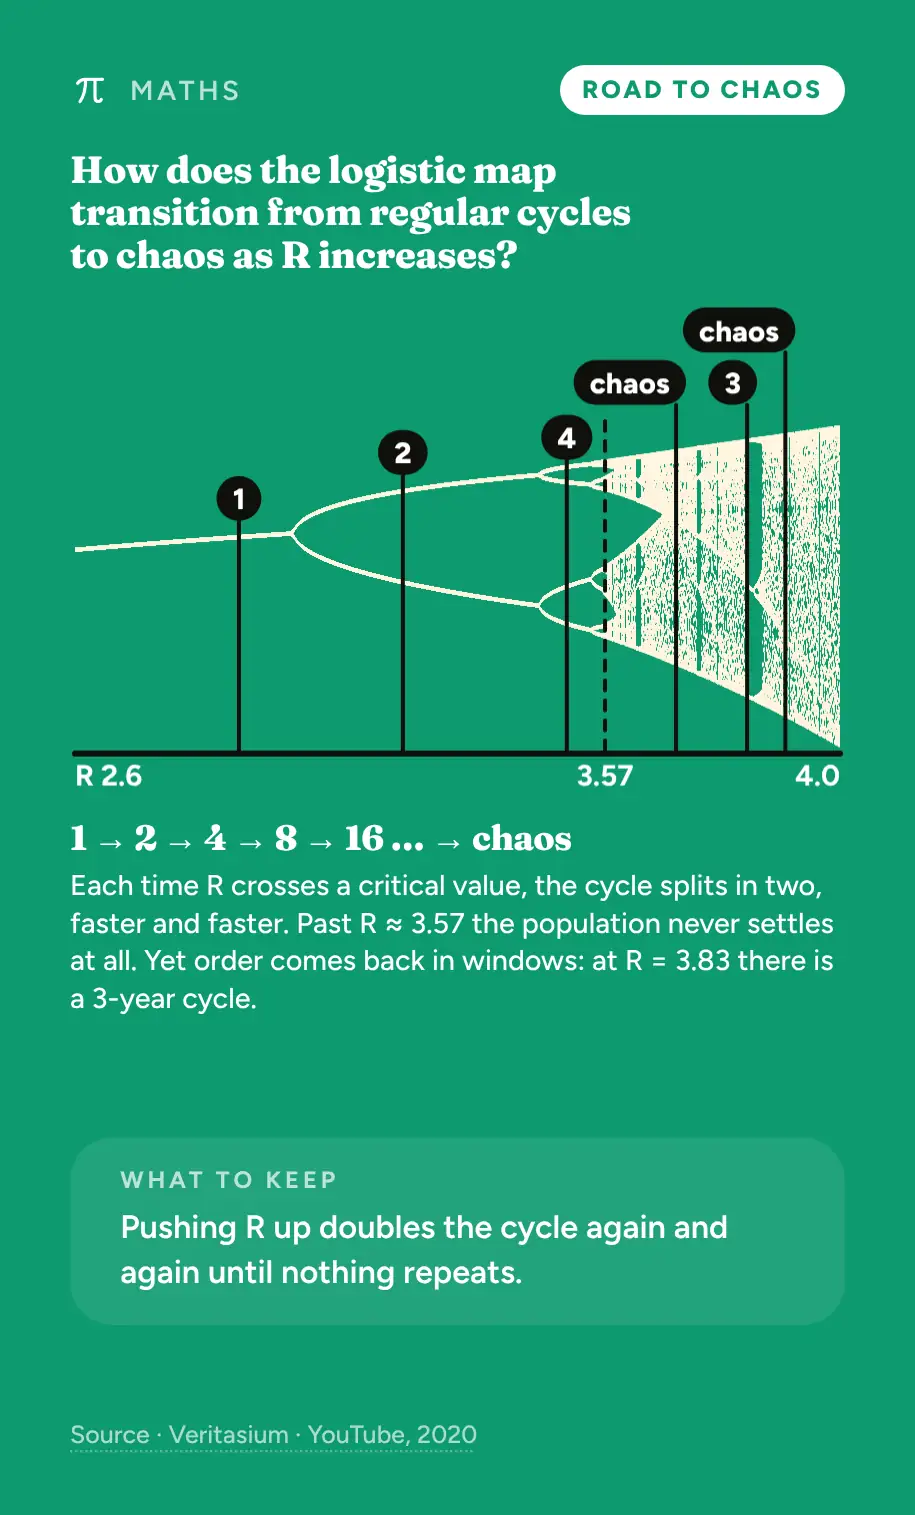 π MATHS
ROAD TO CHAOS
How does the logistic map
transition from regular cycles
to chaos as R increases?
chaos
chaos
3
4
2
1
R 2.6
3.57
4.0
1 → 2 → 4 → 8 → 16 ... → chaos
Each time R crosses a critical value, the cycle splits in two,
faster and faster. Past R ≈ 3.57 the population never settles
at all. Yet order comes back in windows: at R = 3.83 there is
a 3-year cycle.
WHAT TO KEEP
Pushing R up doubles the cycle again and
again until nothing repeats.
Source · Veritasium · YouTube, 2020